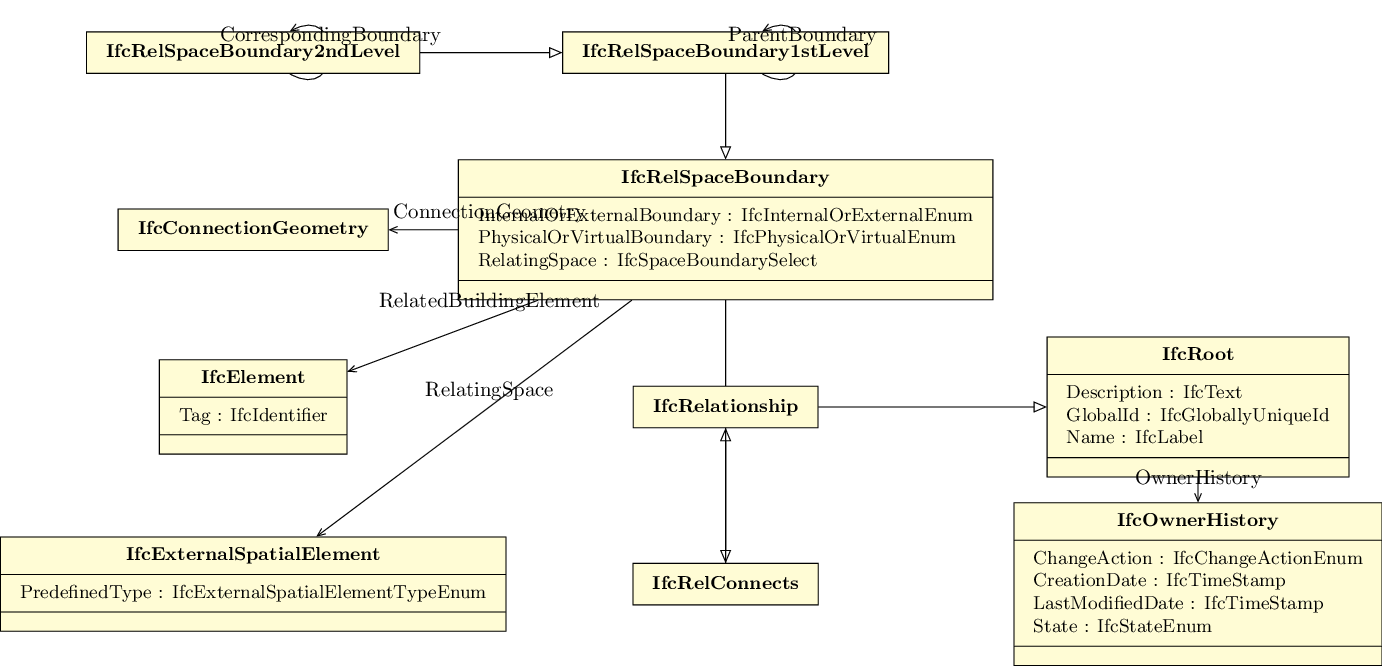 CorrespondingBoundary
IfcRelSpaceBoundary2ndLevel
ParentBoundary
IfcRelSpaceBoundary1stLevel
IfcRelSpaceBoundary
InternalOrExternalBoundary : IfcInternalOrExternalEnum
PhysicalOrVirtualBoundary : IfcPhysicalOrVirtualEnum
RelatingSpace : IfcSpaceBoundarySelect
ConnectionGeometry
IfcConnectionGeometry
RelatedBuildingElement
IfcElement
Tag : IfcIdentifier
RelatingSpace
IfcRelationship
IfcRoot
Description : IfcText
GlobalId : IfcGloballyUniqueId
Name : IfcLabel
OwnerHistory
IfcExternalSpatialElement
PredefinedType : IfcExternalSpatialElementTypeEnum
IfcRelConnects
IfcOwnerHistory
ChangeAction : IfcChangeActionEnum
CreationDate : IfcTimeStamp
LastModifiedDate : IfcTimeStamp
State : IfcStateEnum